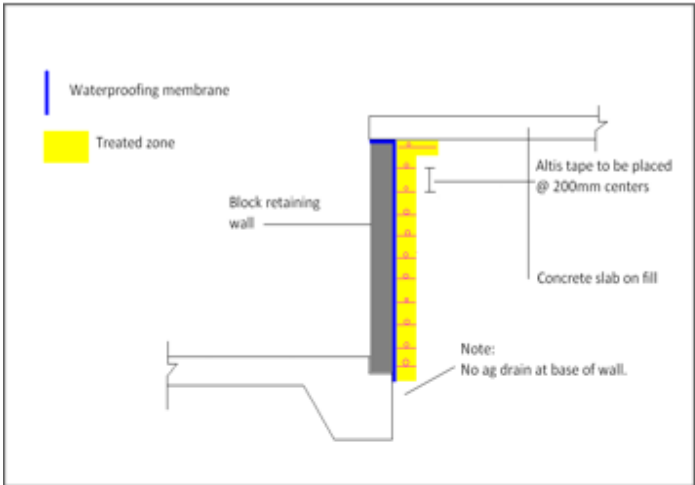 Waterproofing membrane
Treated zone
Block retaining
wall
Altis tape to be placed
@ 200mm centers
Concrete slab on fill
Note:
No ag drain at base of wall.